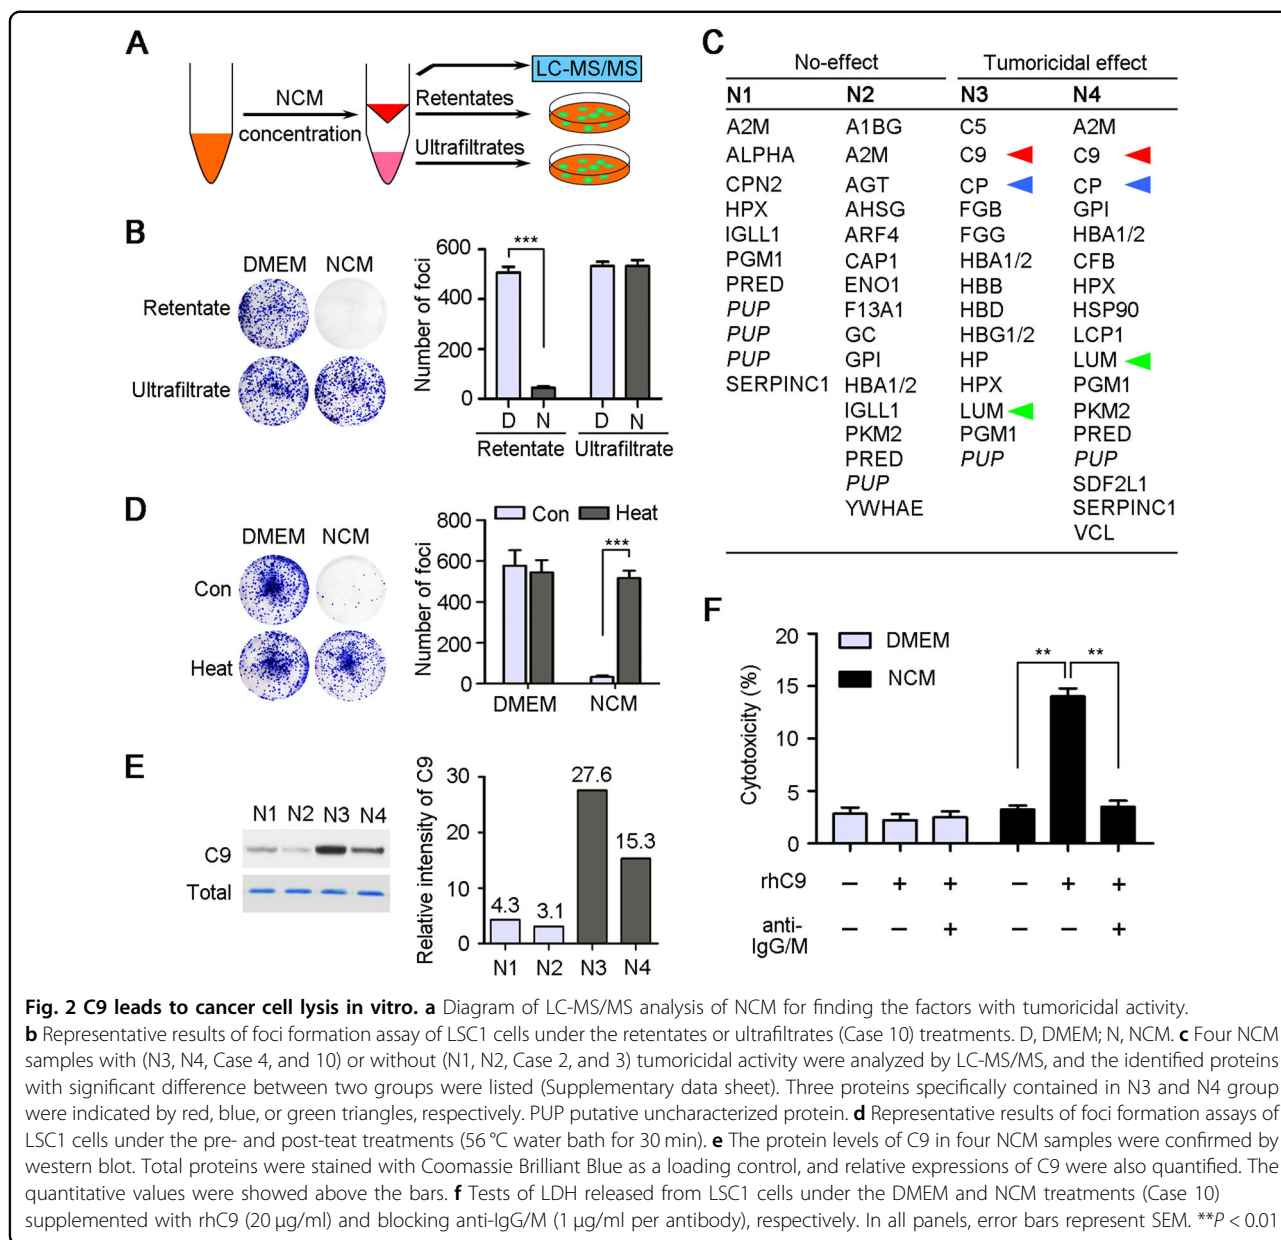 A
NCM
concentration
LC-MS/MS
Retentates
Ultrafiltrates
B
DMEM NCM
Retentate
Ultrafiltrate
Number of foci
600
400
200
0
***
D N D N
Retentate Ultrafiltrate
C
No-effect Tumoricidal effect
N1 N2 N3 N4
A2M A1BG C5 A2M
ALPHA A2M C9 C9
CPN2 AGT CP CP
HPX AHSG FGB GPI
IGLL1 ARF4 FGG HBA1/2
PGM1 CAP1 HBA1/2 CFB
PRED ENO1 HBB HPX
PUP F13A1 HBD HSP90
PUP GC HBG1/2 LCP1
PUP GPI HP LUM
SERPINC1 HBA1/2 HPX PGM1
IGLL1 LUM PKM2
PKM2 PGM1 PRED
PRED PUP PUP
PUP SDF2L1
YWHAE SERPINC1
VCL
D
DMEM NCM
Con
Heat
Number of foci
800
600
400
200
0
Con Heat
***
DMEM NCM
E
N1 N2 N3 N4
C9
Total
Relative intensity of C9
30
20
10
0
4.3 3.1 27.6 15.3
N1 N2 N3 N4
F
Cytotoxicity (%)
20
15
10
5
0
DMEM
NCM
** **
rhC9 − + + − + +
anti-
IgG/M − − + − − +
Fig. 2 C9 leads to cancer cell lysis in vitro. a Diagram of LC-MS/MS analysis of NCM for finding the factors with tumoricidal activity.
b Representative results of foci formation assay of LSC1 cells under the retentates or ultrafiltrates (Case 10) treatments. D, DMEM; N, NCM. c Four NCM
samples with (N3, N4, Case 4, and 10) or without (N1, N2, Case 2, and 3) tumoricidal activity were analyzed by LC-MS/MS, and the identified proteins
with significant difference between two groups were listed (Supplementary data sheet). Three proteins specifically contained in N3 and N4 group
were indicated by red, blue, or green triangles, respectively. PUP putative uncharacterized protein. d Representative results of foci formation assays of
LSC1 cells under the pre- and post-teat treatments (56 °C water bath for 30 min). e The protein levels of C9 in four NCM samples were confirmed by
western blot. Total proteins were stained with Coomassie Brilliant Blue as a loading control, and relative expressions of C9 were also quantified. The
quantitative values were showed above the bars. f Tests of LDH released from LSC1 cells under the DMEM and NCM treatments (Case 10)
supplemented with rhC9 (20 μg/ml) and blocking anti-IgG/M (1 μg/ml per antibody), respectively. In all panels, error bars represent SEM. **P < 0.01